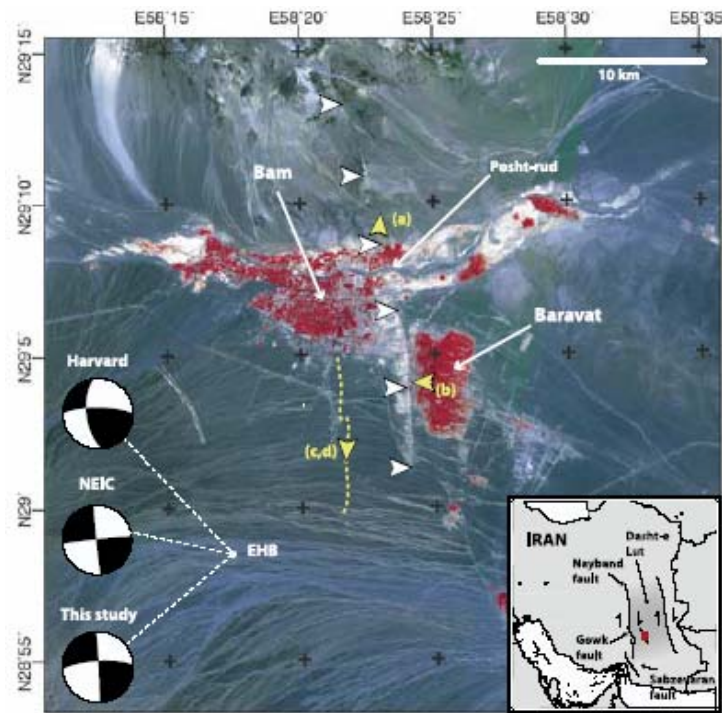 E58°15' E58°20' E58°25' E58°30' E58°35'
N29°15'
10 km
Bam
Posht-rud
N29°10'
(a)
Baravat
N29°5'
Harvard
(b)
(c,d)
NEIC
N29°
EHB
IRAN
Dasht-e
Lut
Nayband
fault
This study
Gowk
fault
N28°55'
Sabzevaran
fault